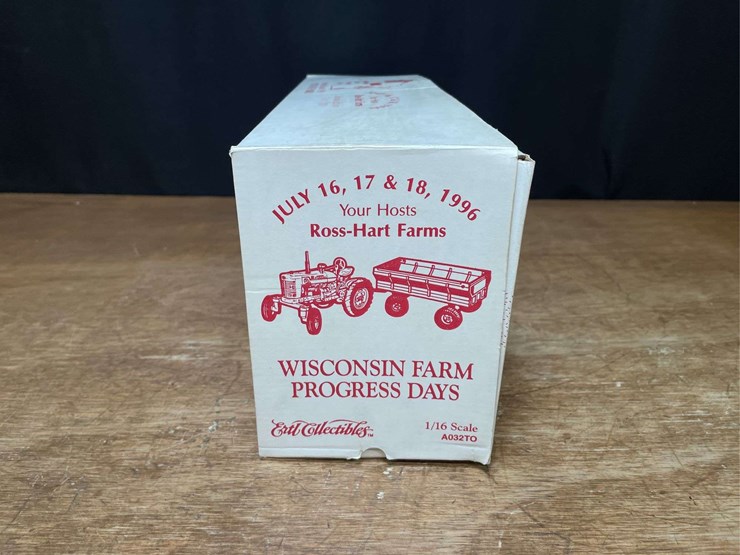 JULY 16, 17 & 18, 1996
Your Hosts
Ross-Hart Farms
WISCONSIN FARM
PROGRESS DAYS
Ertl Collectibles™
1/16 Scale
A032TO